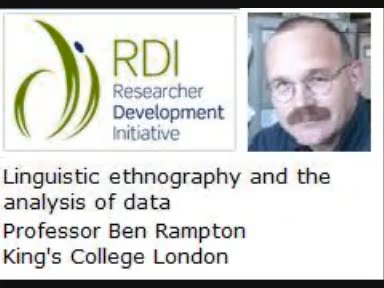 RDI
Researcher
Development
Initiative
Linguistic ethnography and the
analysis of data
Professor Ben Rampton
King's College London